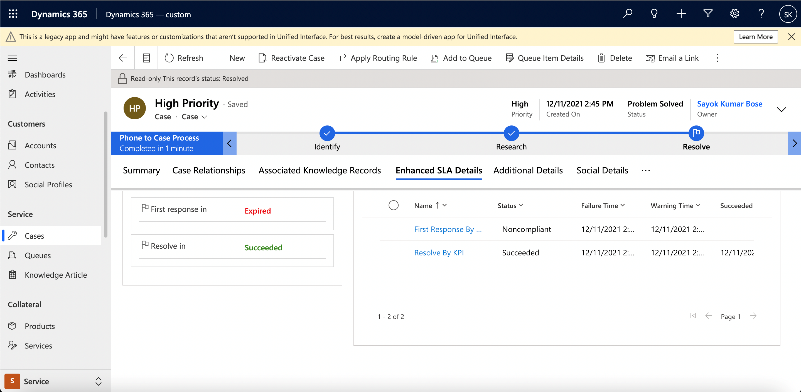 Dynamics 365 Dynamics 365 — custom SK
This is a legacy app and might have features or customizations that aren't supported in Unified Interface. For best results, create a model-driven app for Unified Interface. Learn More
Refresh New Reactivate Case Apply Routing Rule Add to Queue Queue Item Details Delete Email a Link
Read-only This record's status: Resolved
HP High Priority - Saved
Case · Case
High 12/11/2021 2:45 PM Problem Solved Sayok Kumar Bose
Priority Created On Status Owner
Phone to Case Process
Completed in 1 minute
Identify Research Resolve
Summary Case Relationships Associated Knowledge Records Enhanced SLA Details Additional Details Social Details ...
First response in Expired
Resolve in Succeeded
Name ↑ Status Failure Time Warning Time Succeeded
First Response By ... Noncompliant 12/11/2021 2:... 12/11/2021 2:...
Resolve By KPI Succeeded 12/11/2021 2:... 12/11/2021 2:... 12/11/202
1 - 2 of 2 Page 1
Dashboards
Activities
Customers
Accounts
Contacts
Social Profiles
Service
Cases
Queues
Knowledge Article
Collateral
Products
Services
S Service